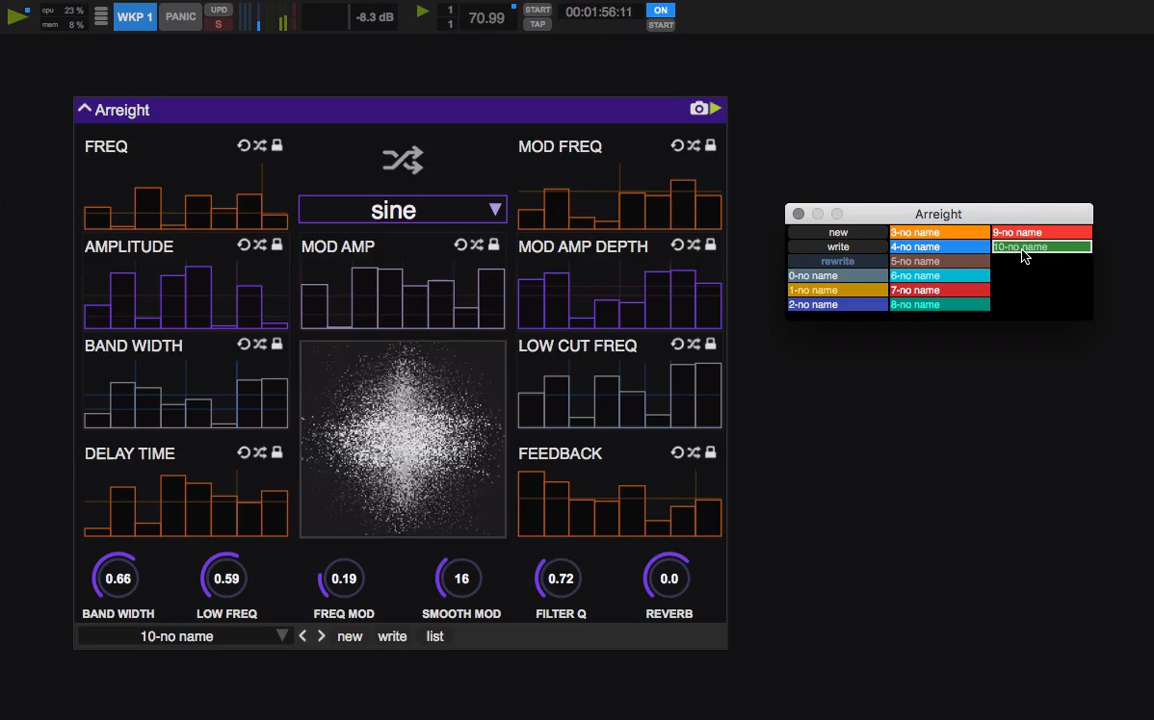 cpu 23 %
mem 8 %
WKP 1
PANIC
UPD
S
-8.3 dB
1
1
70.99
START
TAP
00:01:56:11
ON
START
Arreight
FREQ
sine
MOD FREQ
AMPLITUDE
MOD AMP
MOD AMP DEPTH
BAND WIDTH
LOW CUT FREQ
DELAY TIME
FEEDBACK
0.66
0.59
0.19
16
0.72
0.0
BAND WIDTH
LOW FREQ
FREQ MOD
SMOOTH MOD
FILTER Q
REVERB
10-no name
new
write
list
Arreight
new
write
rewrite
0-no name
1-no name
2-no name
3-no name
4-no name
5-no name
6-no name
7-no name
8-no name
9-no name
10-no name